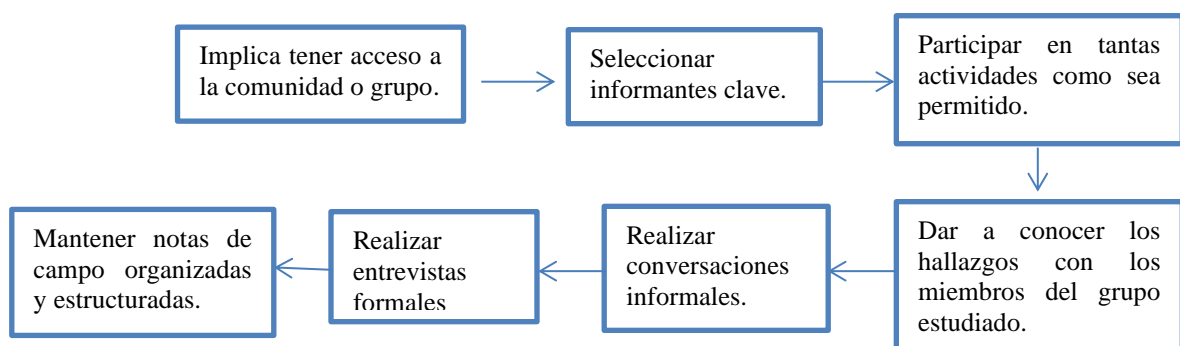 Implica tener acceso a
la comunidad o grupo.
Seleccionar
informantes clave.
Participar en tantas
actividades como sea
permitido.
Dar a conocer los
hallazgos con los
miembros del grupo
estudiado.
Realizar
conversaciones
informales.
Realizar
entrevistas
formales
Mantener notas de
campo organizadas
y estructuradas.